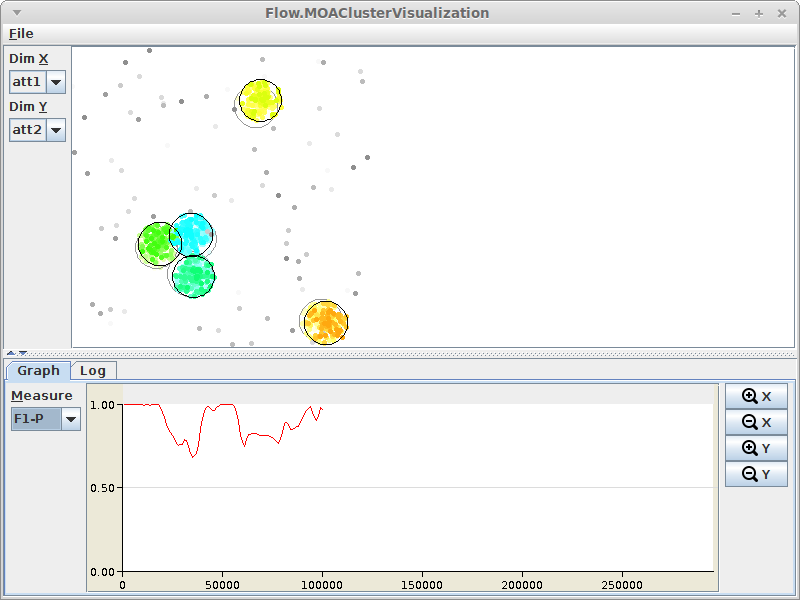 Flow.MOAClusterVisualization
File
Dim X
att1
Dim Y
att2
Graph
Log
Measure
F1-P
1.00
0.50
0.00
0
50000
100000
150000
200000
250000
X
X
Y
Y